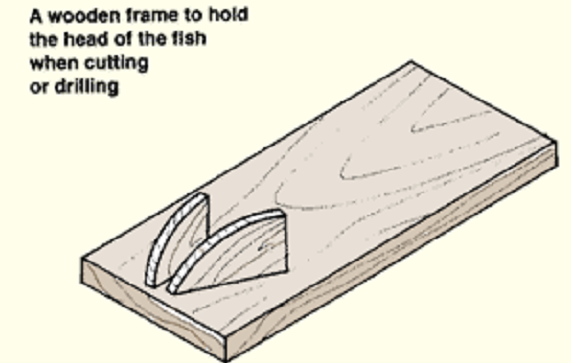 A wooden frame to hold
the head of the fish
when cutting
or drilling